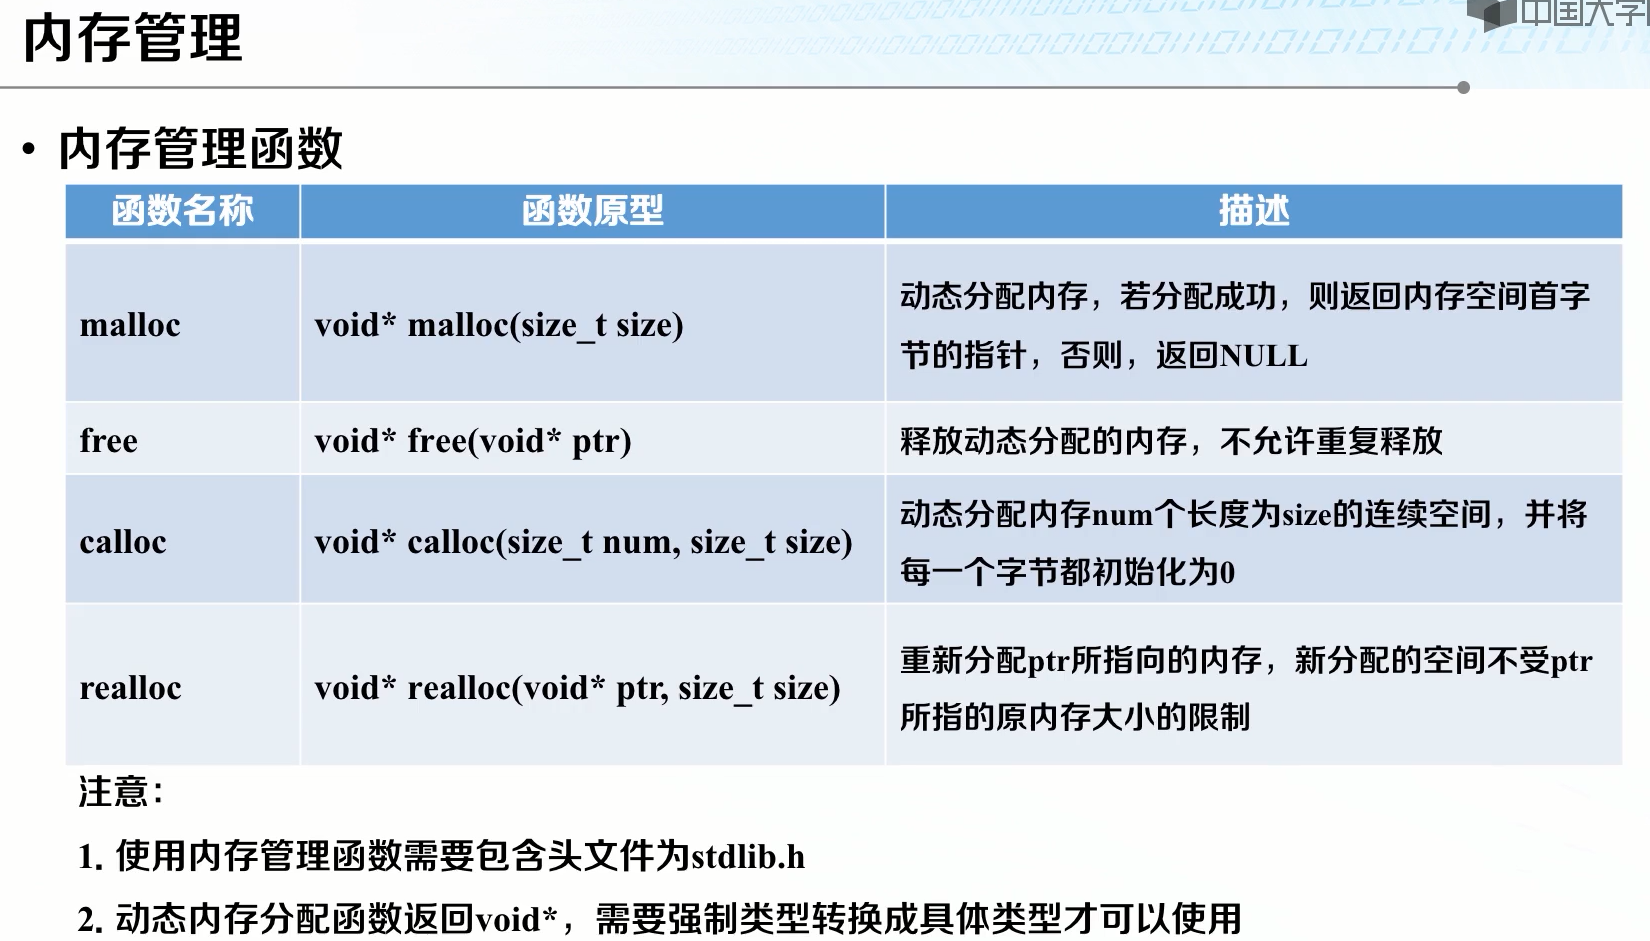 内存管理
中国大学
• 内存管理函数
函数名称 函数原型 描述
malloc void* malloc(size_t size) 动态分配内存，若分配成功，则返回内存空间首字
节的指针，否则，返回NULL
free void* free(void* ptr) 释放动态分配的内存，不允许重复释放
calloc void* calloc(size_t num, size_t size) 动态分配内存num个长度为size的连续空间，并将
每一个字节都初始化为0
realloc void* realloc(void* ptr, size_t size) 重新分配ptr所指向的内存，新分配的空间不受ptr
所指的原内存大小的限制
注意：
1. 使用内存管理函数需要包含头文件为stdlib.h
2. 动态内存分配函数返回void*，需要强制类型转换成具体类型才可以使用